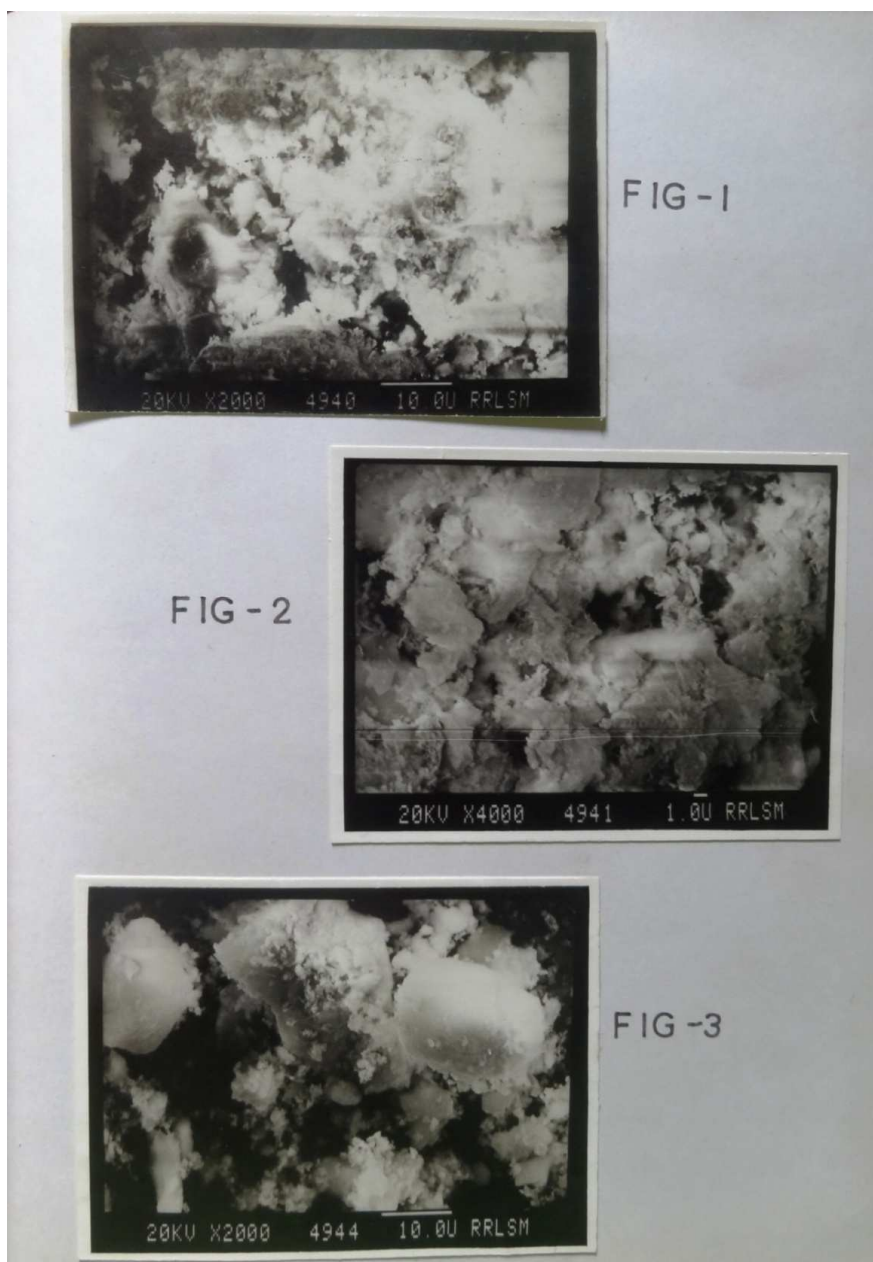 FIG-1
20KV X2000 4940 10.0U RRLSM
FIG-2
20KV X4000 4941 1.0U RRLSM
FIG-3
20KV X2000 4944 10.0U RRLSM